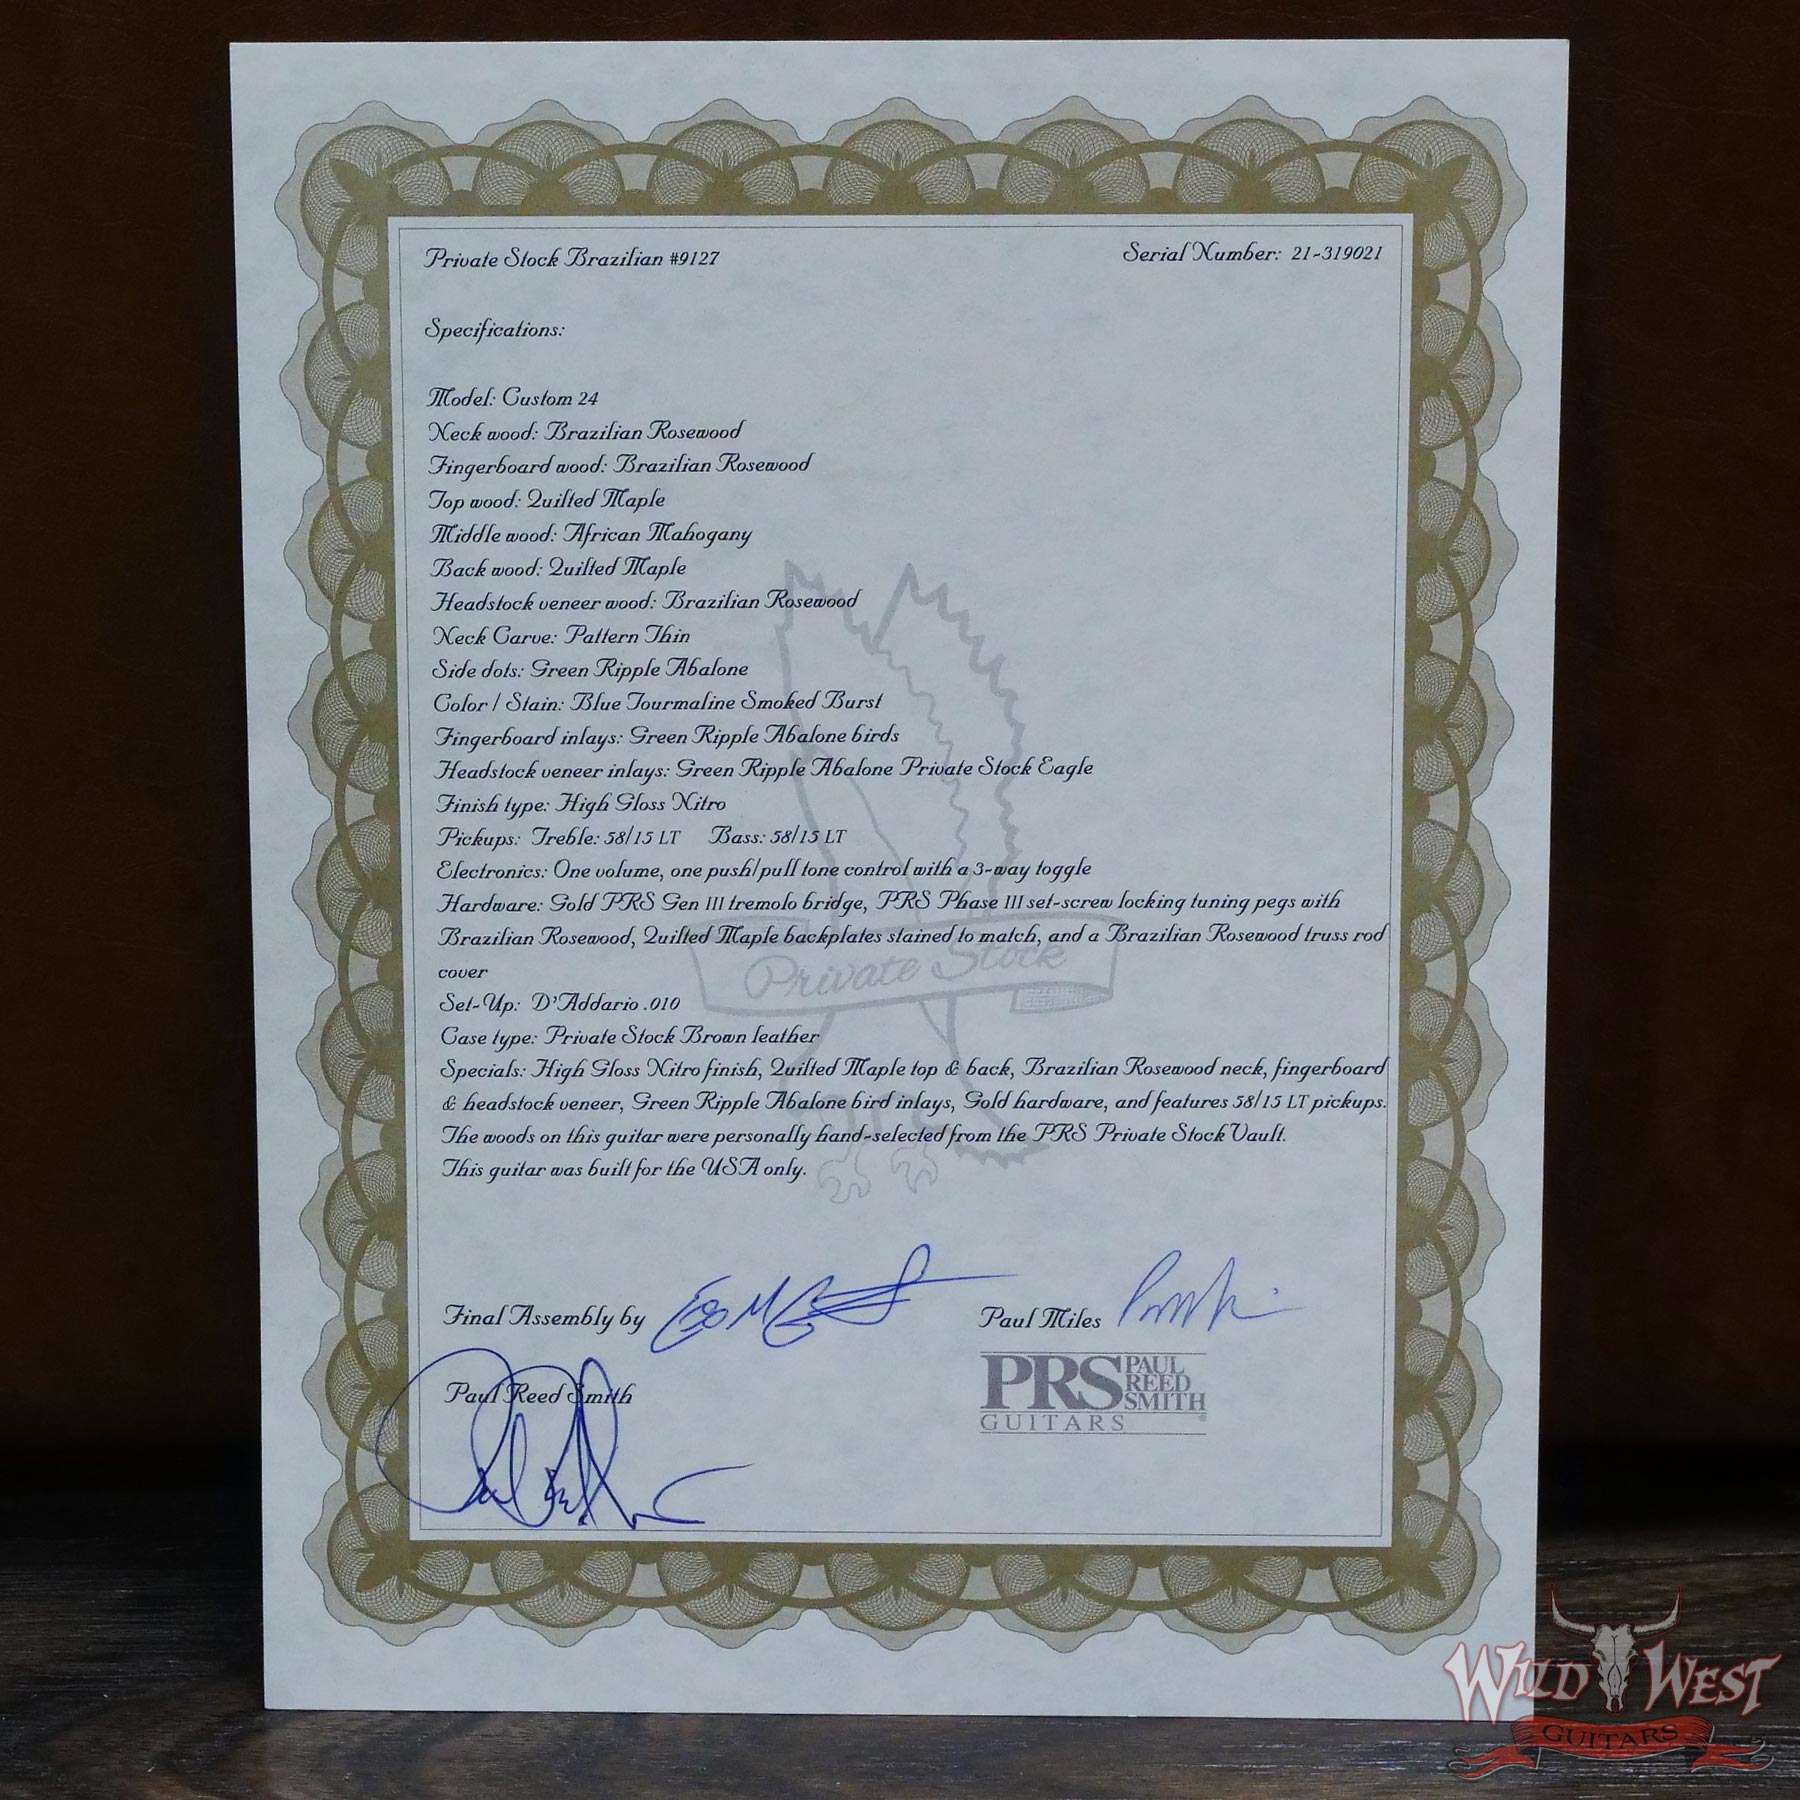 Private Stock Brazilian #9127
Serial Number: 21-319021
Specifications:
Model: Custom 24
Neck wood: Brazilian Rosewood
Fingerboard wood: Brazilian Rosewood
Top wood: Quilted Maple
Middle wood: African Mahogany
Back wood: Quilted Maple
Headstock veneer wood: Brazilian Rosewood
Neck Carve: Pattern Thin
Side dots: Green Ripple Abalone
Color / Stain: Blue Tourmaline Smoked Burst
Fingerboard inlays: Green Ripple Abalone birds
Headstock veneer inlays: Green Ripple Abalone Private Stock Eagle
Finish type: High Gloss Nitro
Pickups: Treble: 58/15 LT Bass: 58/15 LT
Electronics: One volume, one push/pull tone control with a 3-way toggle
Hardware: Gold PRS Gen III tremolo bridge, PRS Phase III set-screw locking tuning pegs with
Brazilian Rosewood, Quilted Maple backplates stained to match, and a Brazilian Rosewood truss rod
cover
Private Stock
Set-Up: D'Addario .010
Case type: Private Stock Brown leather
Specials: High Gloss Nitro finish, Quilted Maple top & back, Brazilian Rosewood neck, fingerboard
& headstock veneer, Green Ripple Abalone bird inlays, Gold hardware, and features 58/15 LT pickups.
The woods on this guitar were personally hand-selected from the PRS Private Stock Vault.
This guitar was built for the USA only.
Final Assembly by
Paul Miles
Paul Reed Smith
PRS PAUL
REED
SMITH
GUITARS
WILD WEST
GUITARS